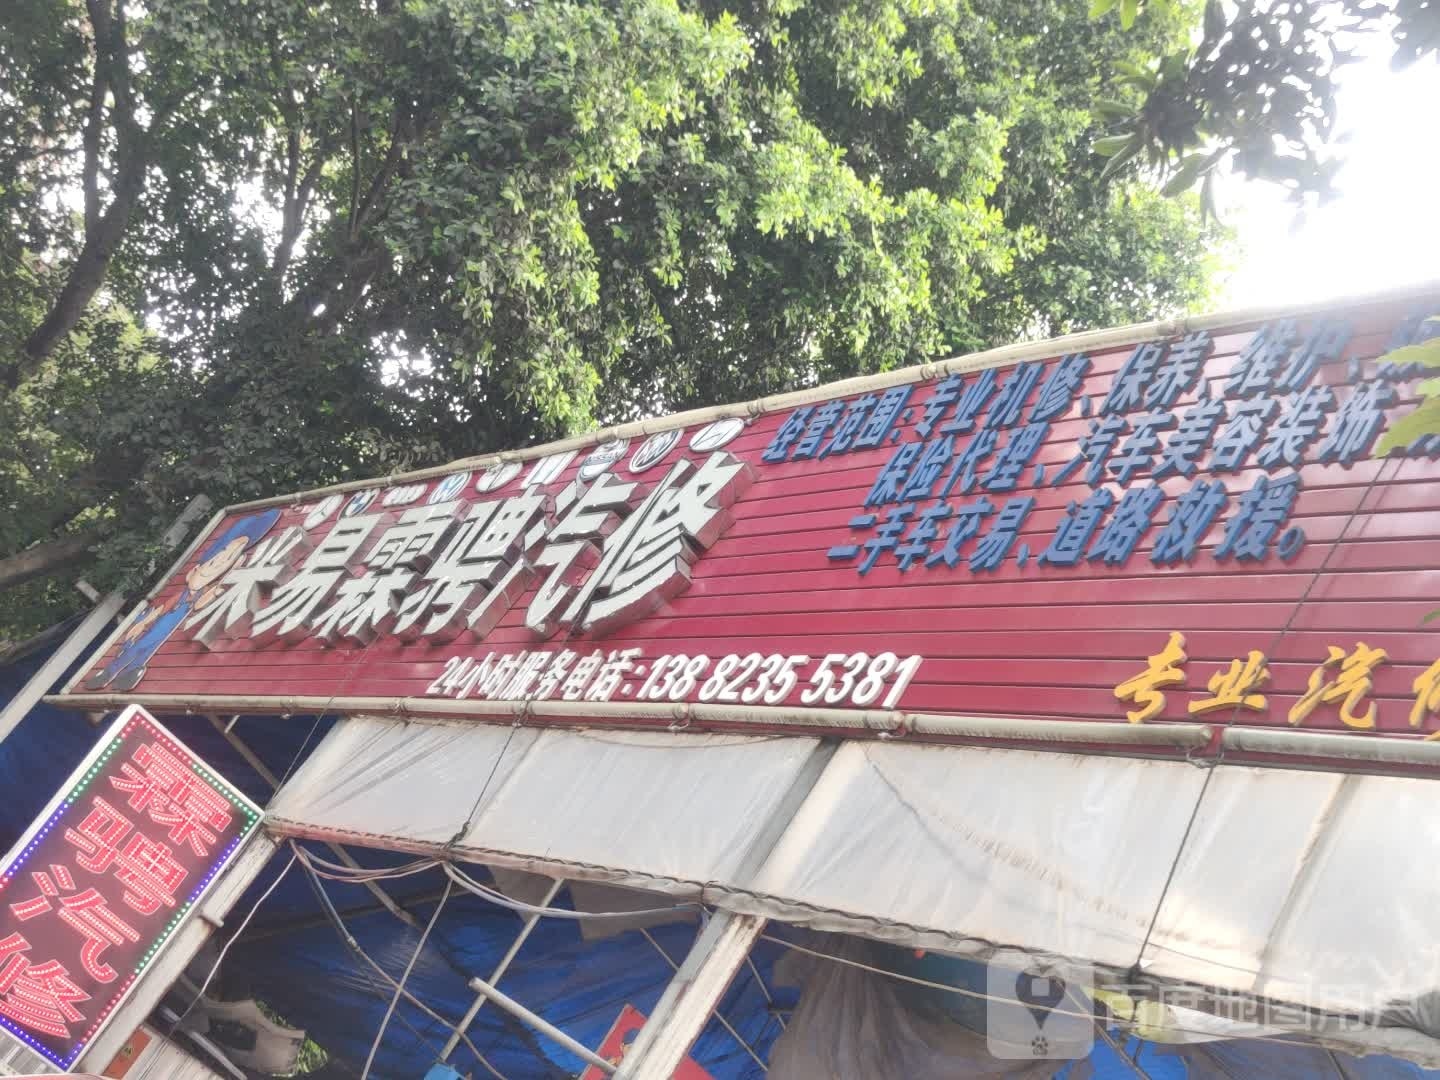 米易霖骋汽修
经营范围：专业机修、保养、维护、
保险代理、汽车美容装饰
二手车交易、道路救援。
24小时服务电话：138 8235 5381
专业汽修
霖骋汽修
百度地图用户